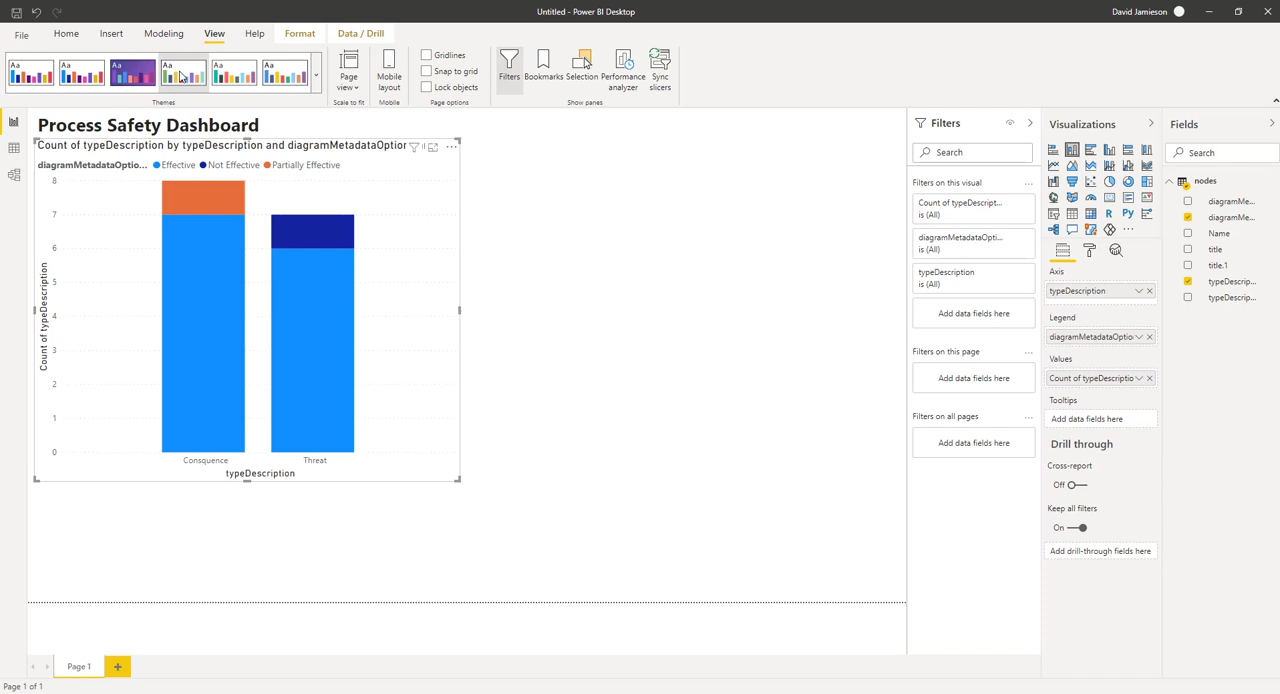 Untitled - Power BI Desktop
David Jamieson
File
Home
Insert
Modeling
View
Help
Format
Data / Drill
Aa
Aa
Aa
Aa
Aa
Aa
Page view
Mobile layout
Gridlines
Snap to grid
Lock objects
Filters
Bookmarks
Selection
Performance analyzer
Sync slicers
Themes
Scale to fit
Mobile
Page options
Show panes
Process Safety Dashboard
Count of typeDescription by typeDescription and diagramMetadataOption
diagramMetadataOptio...
Effective
Not Effective
Partially Effective
8
7
6
5
4
3
2
1
0
Count of typeDescription
Consquence
Threat
typeDescription
Filters
Search
Filters on this visual
...
Count of typeDescript...
is (All)
diagramMetadataOpti...
is (All)
typeDescription
is (All)
Add data fields here
Filters on this page
...
Add data fields here
Filters on all pages
...
Add data fields here
Visualizations
R
Py
...
Axis
typeDescription
Legend
diagramMetadataOptio
Values
Count of typeDescriptio
Tooltips
Add data fields here
Drill through
Cross-report
Off
Keep all filters
On
Add drill-through fields here
Fields
Search
nodes
diagramMe...
diagramMe...
Name
title
title.1
typeDescrip...
typeDescrip...
Page 1
+
Page 1 of 1